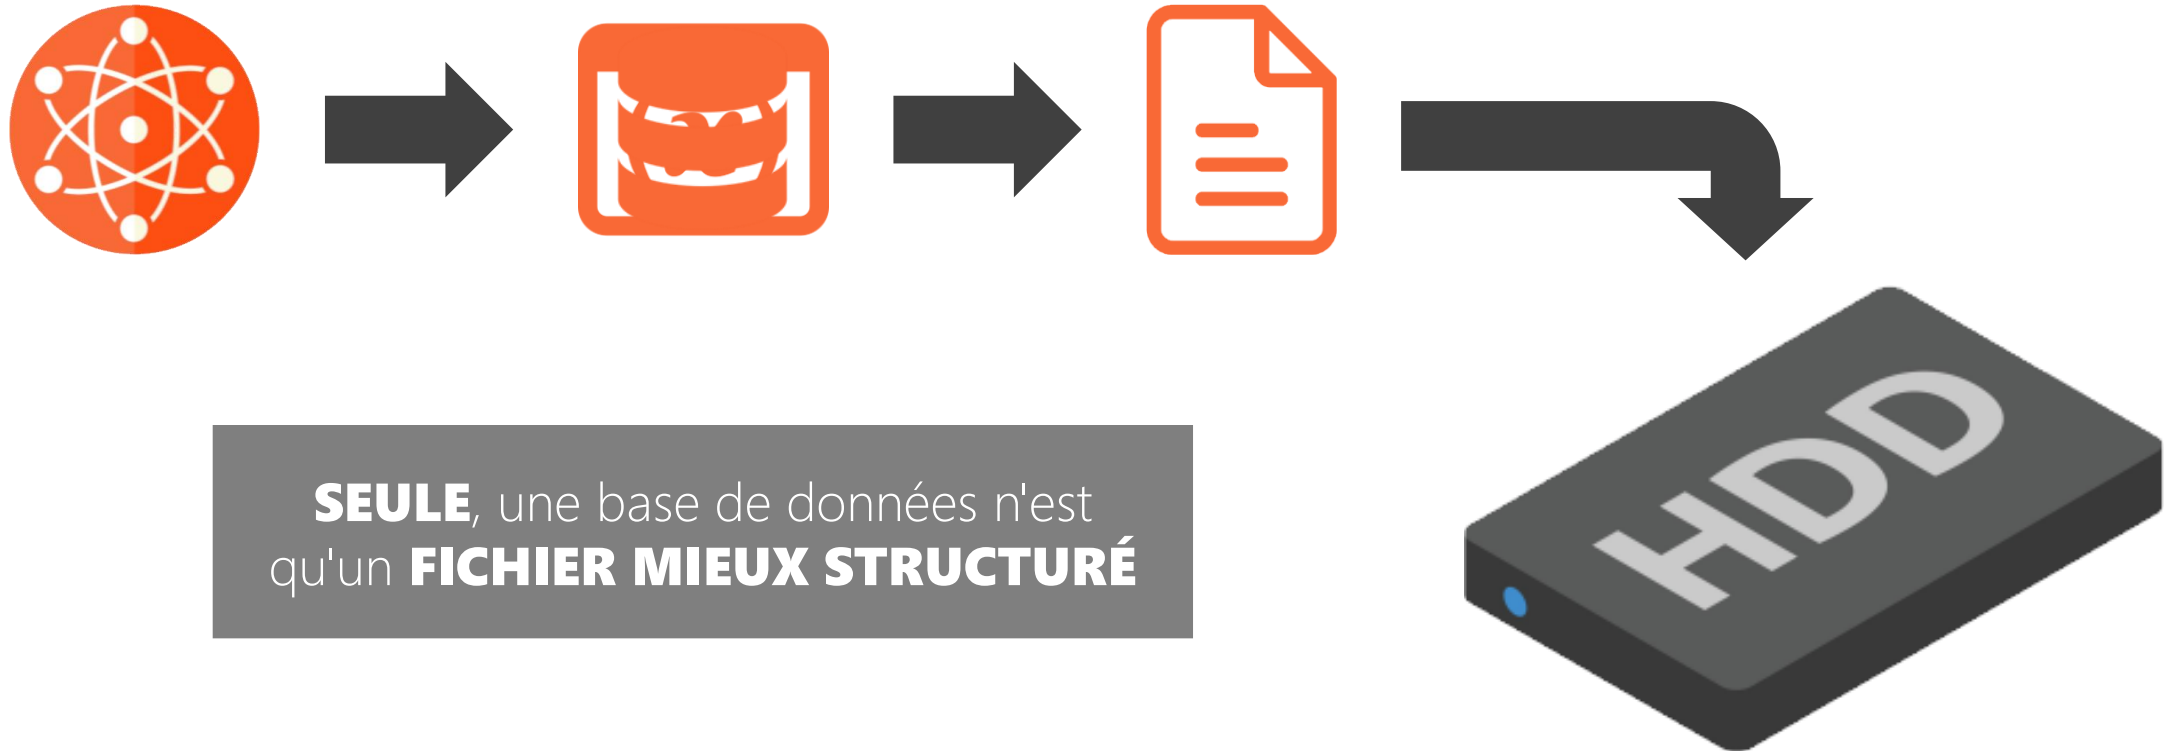 SEULE, une base de données n'est
qu'un FICHIER MIEUX STRUCTURÉ
HDD